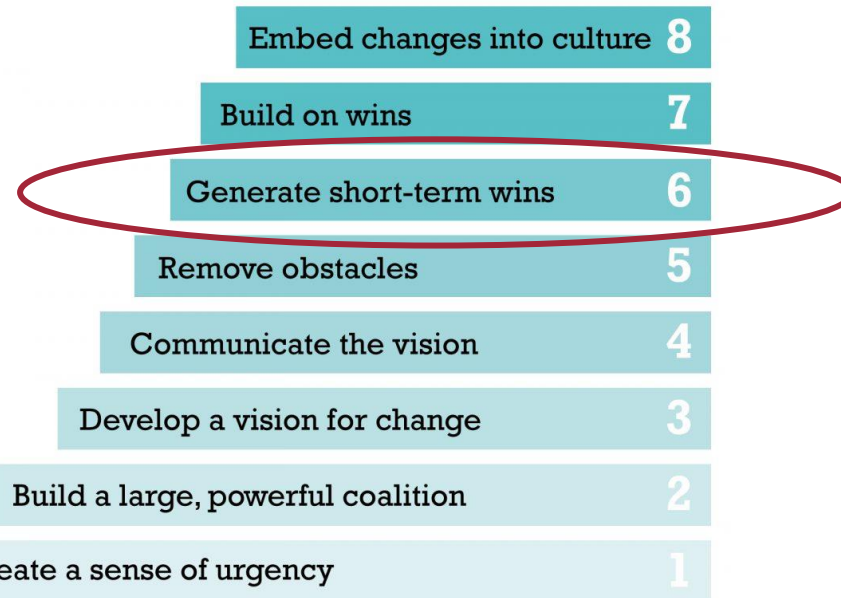 Embed changes into culture 8
Build on wins 7
Generate short-term wins 6
Remove obstacles 5
Communicate the vision 4
Develop a vision for change 3
Build a large, powerful coalition 2
eate a sense of urgency 1